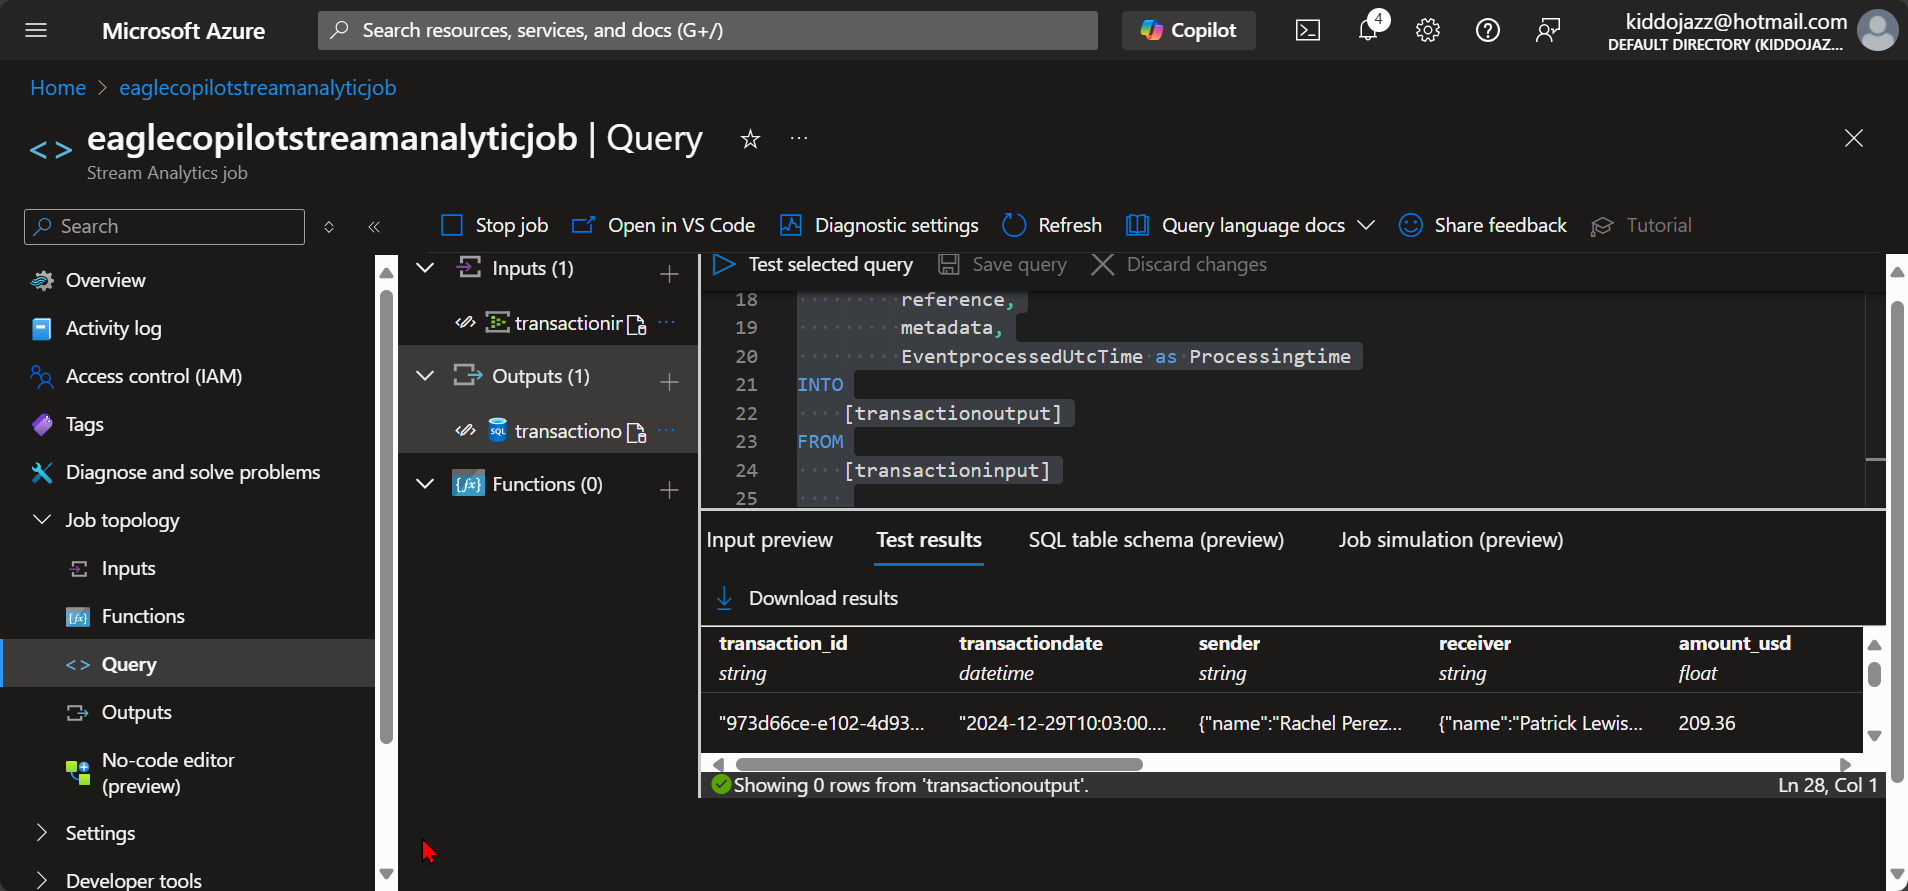 Microsoft Azure
Search resources, services, and docs (G+/)
Copilot
4
kiddojazz@hotmail.com
DEFAULT DIRECTORY (KIDDOJAZ...
Home > eaglecopilotstreamanalyticjob
eaglecopilotstreamanalyticjob | Query
Stream Analytics job
Search
Stop job
Open in VS Code
Diagnostic settings
Refresh
Query language docs
Share feedback
Tutorial
Overview
Activity log
Access control (IAM)
Tags
Diagnose and solve problems
Job topology
Inputs
Functions
Query
Outputs
No-code editor
(preview)
Settings
Developer tools
Inputs (1)
transactionir
Outputs (1)
SQL
transactiono
Functions (0)
Test selected query
Save query
Discard changes
18 reference,
19 metadata,
20 EventprocessedUtcTime as Processingtime
21 INTO
22 [transactionoutput]
23 FROM
24 [transactioninput]
25
Input preview
Test results
SQL table schema (preview)
Job simulation (preview)
Download results
transaction_id transactiondate sender receiver amount_usd
string datetime string string float
"973d66ce-e102-4d93... "2024-12-29T10:03:00.... {"name":"Rachel Perez... {"name":"Patrick Lewis... 209.36
Showing 0 rows from 'transactionoutput'.
Ln 28, Col 1